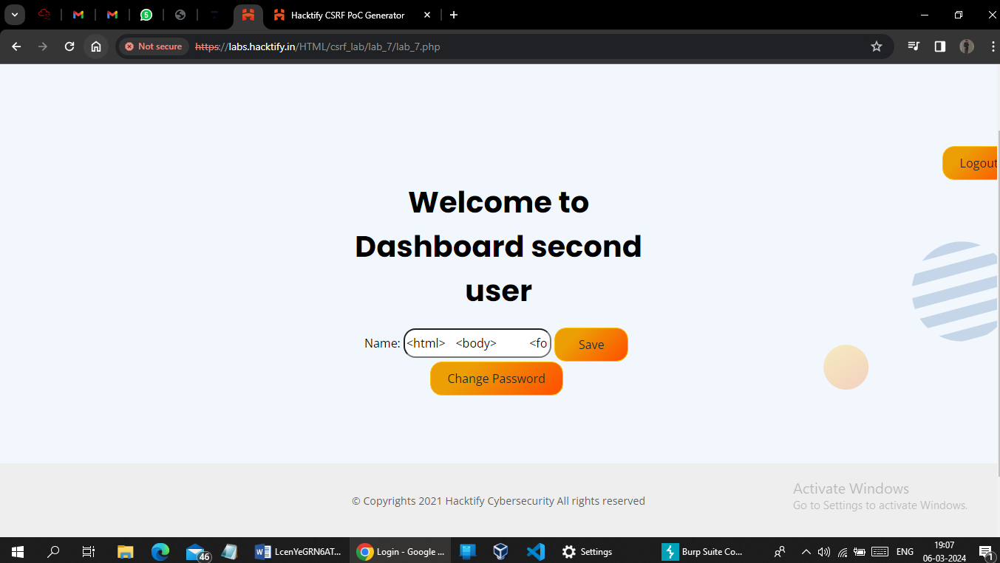 5
Hacktify CSRF PoC Generator
Not secure https://labs.hacktify.in/HTML/csrf_lab/lab_7/lab_7.php
Logout
Welcome to
Dashboard second
user
Name: <html> <body> <fo Save
Change Password
© Copyrights 2021 Hacktify Cybersecurity All rights reserved
Activate Windows
Go to Settings to activate Windows.
46 LcenYeGRN6AT... Login - Google ... Settings Burp Suite Co... ENG
19:07
06-03-2024
1